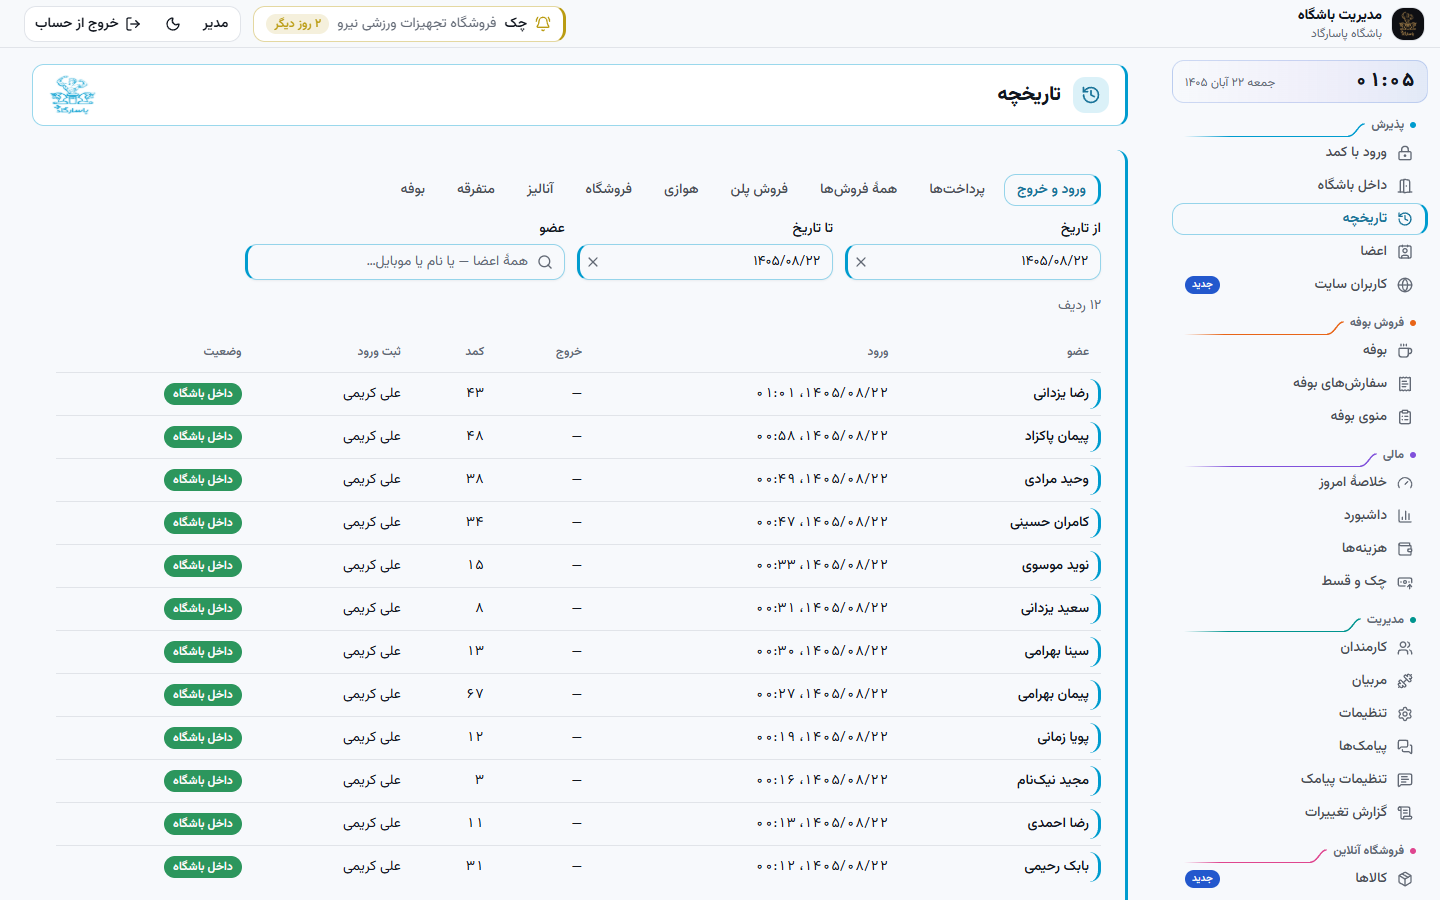 مدیریت باشگاه
باشگاه پاسارگاد
چک فروشگاه تجهیزات ورزشی نیرو ۲ روز دیگر
مدیر
خروج از حساب
۰۱:۰۵
جمعه ۲۲ آبان ۱۴۰۵
پذیرش
ورود با کمد
داخل باشگاه
تاریخچه
اعضا
کاربران سایت جدید
فروش بوفه
بوفه
سفارش‌های بوفه
منوی بوفه
مالی
خلاصهٔ امروز
داشبورد
هزینه‌ها
چک و قسط
مدیریت
کارمندان
مربیان
تنظیمات
پیامک‌ها
تنظیمات پیامک
گزارش تغییرات
فروشگاه آنلاین
کالاها جدید
تاریخچه
پاسارگاد
ورود و خروج پرداخت‌ها همهٔ فروش‌ها فروش پلن هوازی فروشگاه آنالیز متفرقه بوفه
از تاریخ تا تاریخ عضو
۱۴۰۵/۰۸/۲۲ ۱۴۰۵/۰۸/۲۲ همهٔ اعضا – یا نام یا موبایل...
۱۲ ردیف
عضو ورود خروج کمد ثبت ورود وضعیت
رضا یزدانی ۱۴۰۵/۰۸/۲۲، ۰۱:۰۱ – ۴۳ علی کریمی داخل باشگاه
پیمان پاکزاد ۱۴۰۵/۰۸/۲۲، ۰۰:۵۸ – ۴۸ علی کریمی داخل باشگاه
وحید مرادی ۱۴۰۵/۰۸/۲۲، ۰۰:۴۹ – ۳۸ علی کریمی داخل باشگاه
کامران حسینی ۱۴۰۵/۰۸/۲۲، ۰۰:۴۷ – ۳۴ علی کریمی داخل باشگاه
نوید موسوی ۱۴۰۵/۰۸/۲۲، ۰۰:۳۳ – ۱۵ علی کریمی داخل باشگاه
سعید یزدانی ۱۴۰۵/۰۸/۲۲، ۰۰:۳۱ – ۸ علی کریمی داخل باشگاه
سینا بهرامی ۱۴۰۵/۰۸/۲۲، ۰۰:۳۰ – ۱۳ علی کریمی داخل باشگاه
پیمان بهرامی ۱۴۰۵/۰۸/۲۲، ۰۰:۲۷ – ۶۷ علی کریمی داخل باشگاه
پویا زمانی ۱۴۰۵/۰۸/۲۲، ۰۰:۱۹ – ۱۲ علی کریمی داخل باشگاه
مجید نیک‌نام ۱۴۰۵/۰۸/۲۲، ۰۰:۱۶ – ۳ علی کریمی داخل باشگاه
رضا احمدی ۱۴۰۵/۰۸/۲۲، ۰۰:۱۳ – ۱۱ علی کریمی داخل باشگاه
بابک رحیمی ۱۴۰۵/۰۸/۲۲، ۰۰:۱۲ – ۳۱ علی کریمی داخل باشگاه